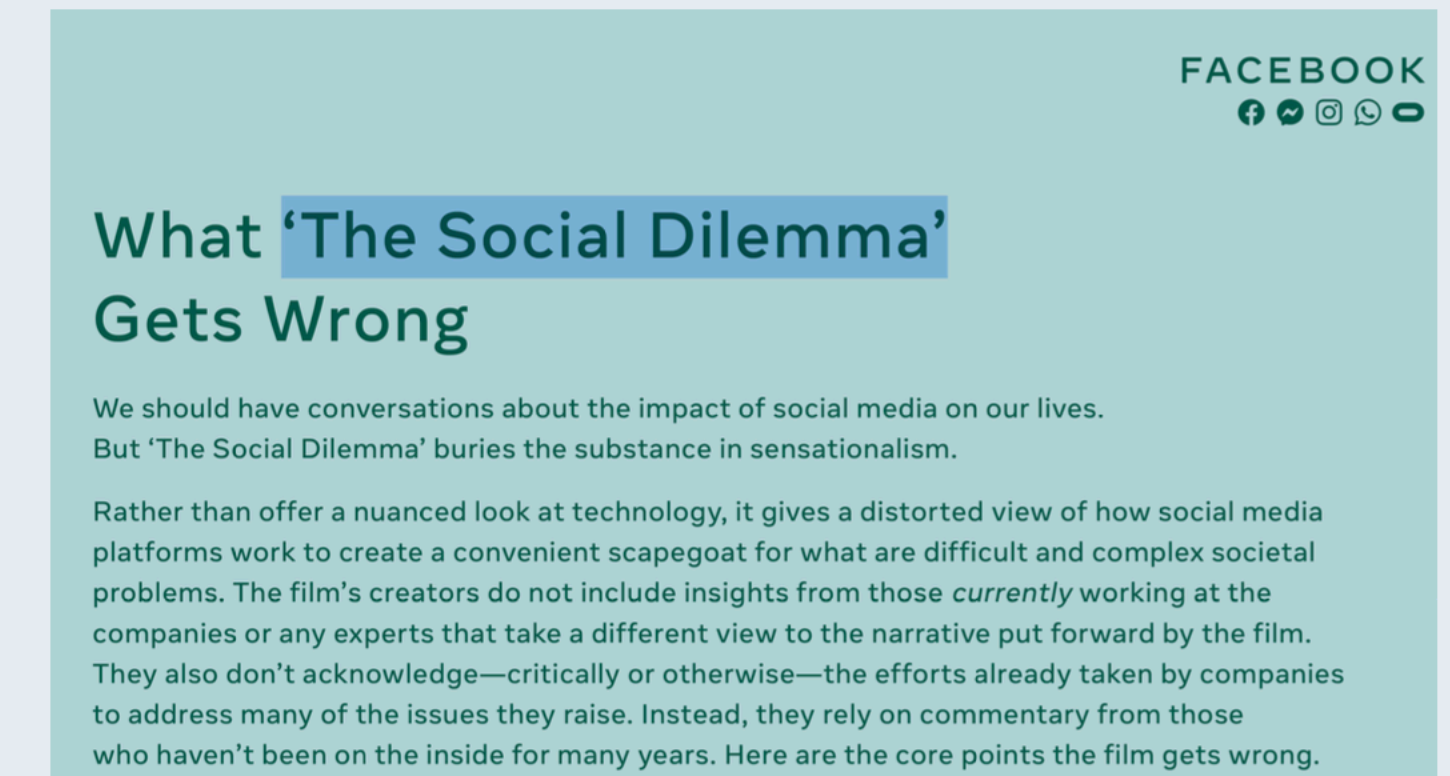 FACEBOOK
What ‘The Social Dilemma’
Gets Wrong
We should have conversations about the impact of social media on our lives.
But ‘The Social Dilemma’ buries the substance in sensationalism.
Rather than offer a nuanced look at technology, it gives a distorted view of how social media
platforms work to create a convenient scapegoat for what are difficult and complex societal
problems. The film’s creators do not include insights from those currently working at the
companies or any experts that take a different view to the narrative put forward by the film.
They also don’t acknowledge—critically or otherwise—the efforts already taken by companies
to address many of the issues they raise. Instead, they rely on commentary from those
who haven’t been on the inside for many years. Here are the core points the film gets wrong.